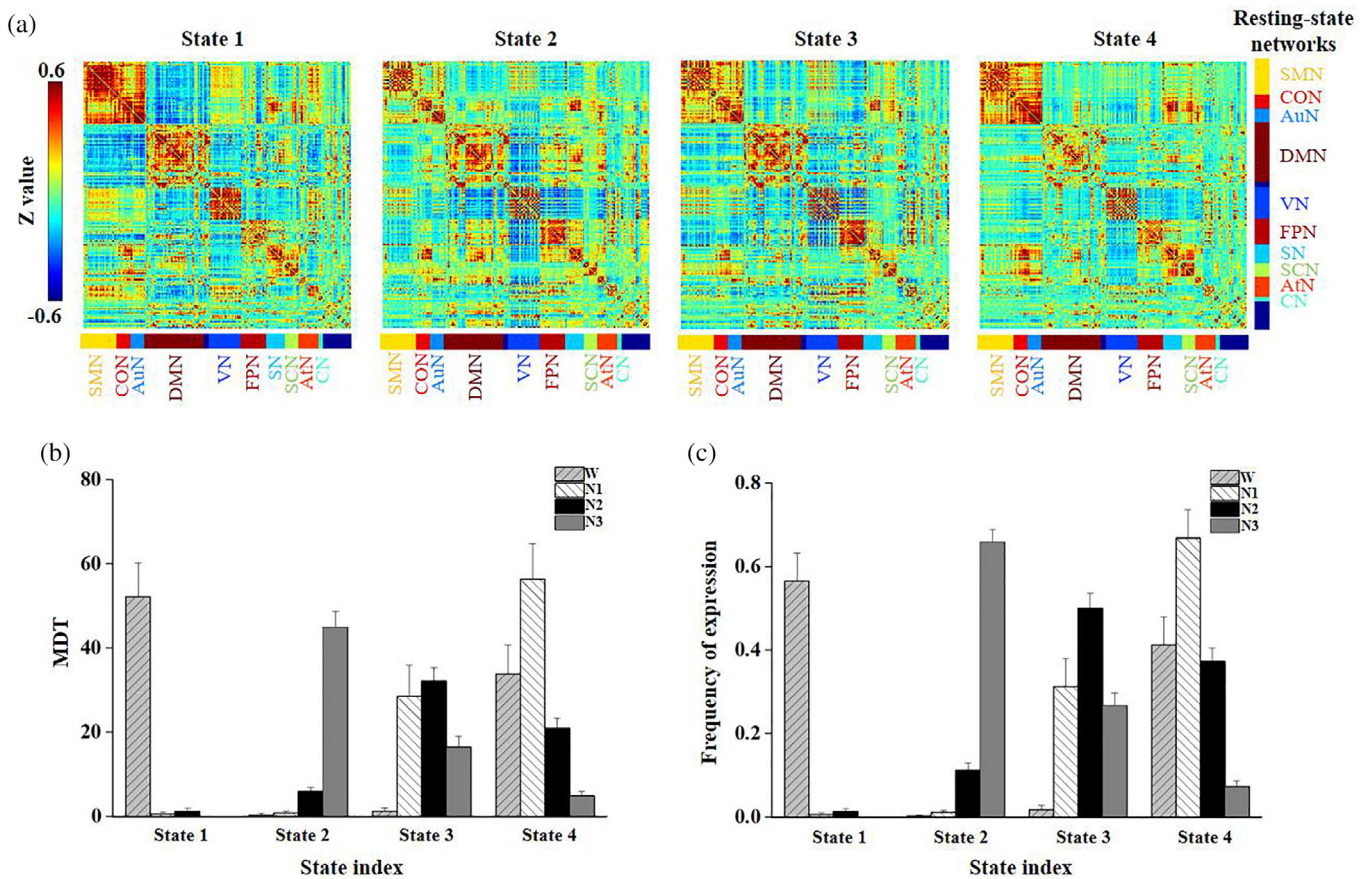 (a)
State 1
State 2
State 3
State 4
Resting-state
networks
0.6
Z value
-0.6
SMN
CON
AuN
DMN
VN
FPN
SN
SCN
AtN
CN
SMN
CON
AuN
DMN
VN
FPN
SN
SCN
AtN
CN
SMN
CON
AuN
DMN
VN
FPN
SCN
AtN
CN
SMN
CON
AuN
DMN
VN
FPN
SCN
AtN
CN
SMN
CON
AuN
DMN
VN
FPN
SCN
AtN
CN
(b)
80
60
40
20
0
MDT
W
N1
N2
N3
State 1
State 2
State 3
State 4
State index
(c)
0.8
0.6
0.4
0.2
0.0
Frequency of expression
W
N1
N2
N3
State 1
State 2
State 3
State 4
State index